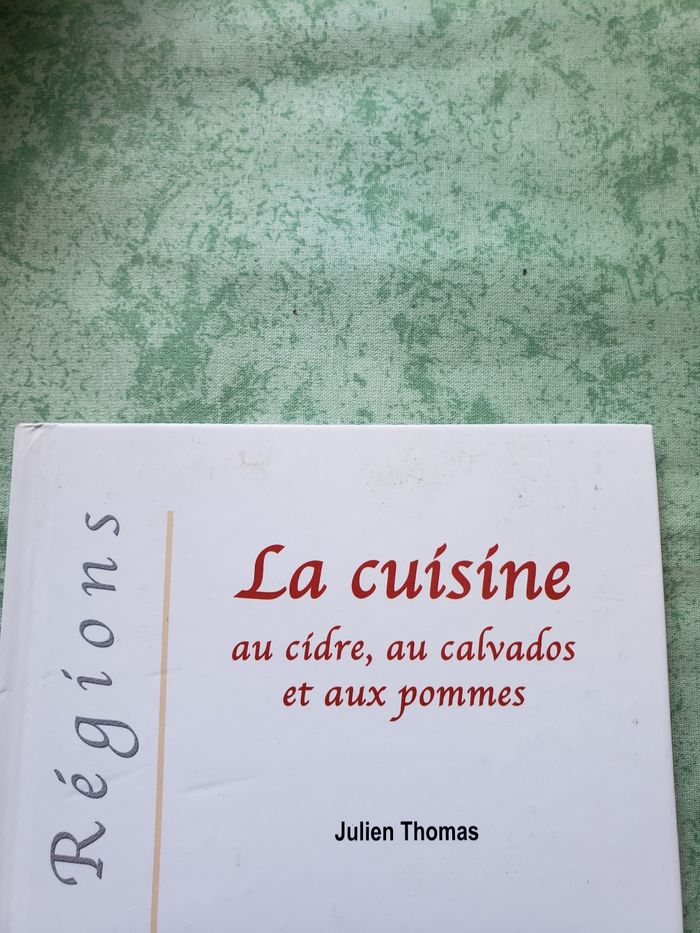 Régions
La cuisine
au cidre, au calvados
et aux pommes
Julien Thomas